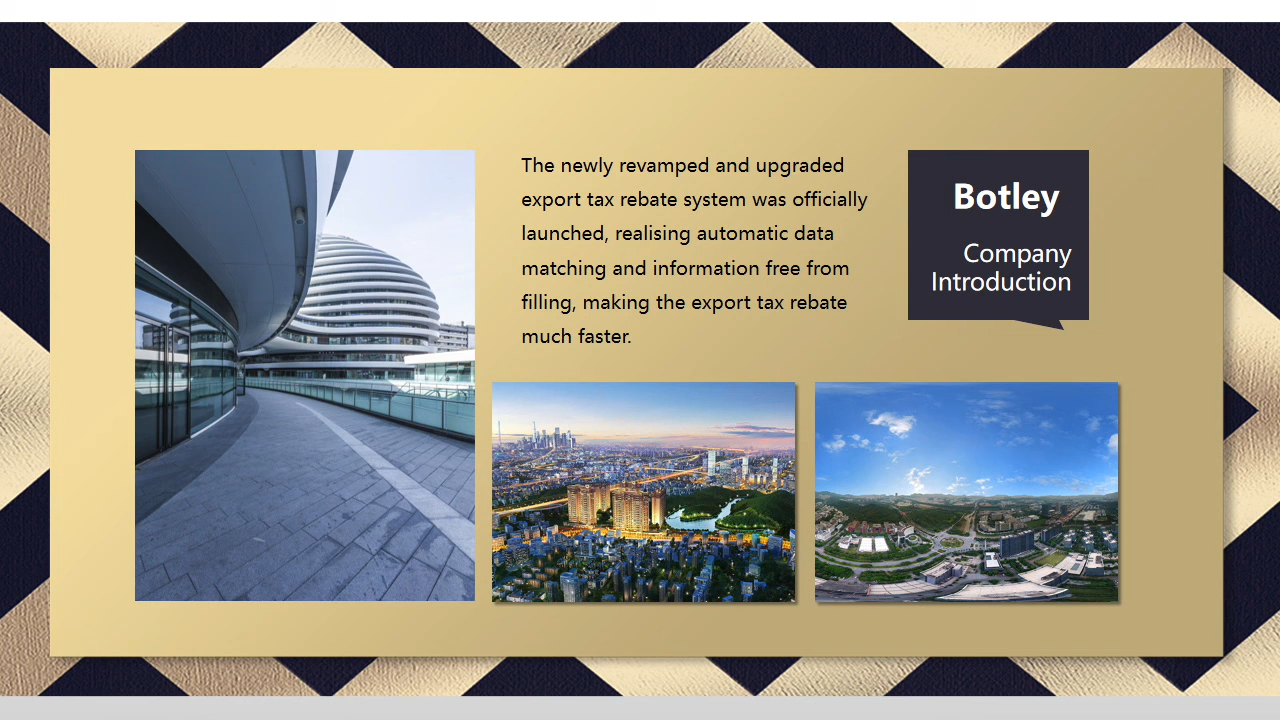 The newly revamped and upgraded
export tax rebate system was officially
launched, realising automatic data
matching and information free from
filling, making the export tax rebate
much faster.
Botley
Company
Introduction